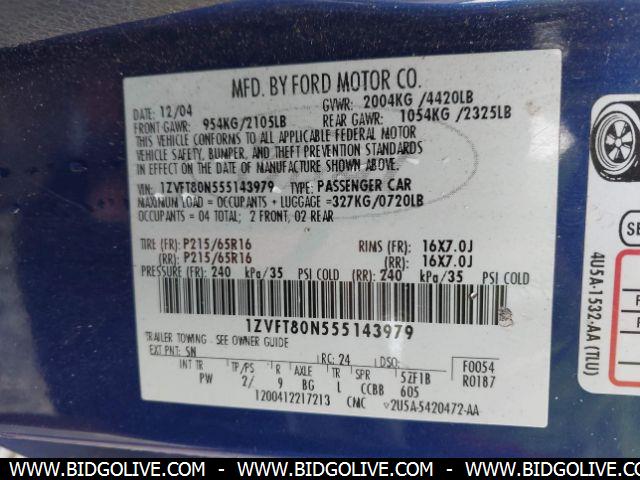 MFD. BY FORD MOTOR CO.
DATE: 12/04 GVWR: 2004KG /4420LB
FRONT GAWR: 954KG/2105LB REAR GAWR: 1054KG /2325LB
THIS VEHICLE CONFORMS TO ALL APPLICABLE FEDERAL MOTOR
VEHICLE SAFETY, BUMPER, AND THEFT PREVENTION STANDARDS
IN EFFECT ON THE DATE OF MANUFACTURE SHOWN ABOVE.
VIN: 1ZVFT80N555143979 TYPE: PASSENGER CAR
MAXIMUM LOAD = OCCUPANTS + LUGGAGE =327KG/0720LB
OCCUPANTS = 04 TOTAL; 2 FRONT, 02 REAR
TIRE (FR): P215/65R16 RIMS (FR): 16X7.0J
(RR): P215/65R16 (RR): 16X7.0J
PRESSURE (FR): 240 kPa/35 PSI COLD (RR): 240 kPa/35 PSI COLD
1ZVFT80N555143979
TRAILER TOWING - SEE OWNER GUIDE
EXT PNT: SN RC: 24 DSO: F0054
INT TR TP/PS R AXLE TR SPR 5ZF1B R0187
PW 2/ 9 BG L CCBB 605
1200412217213 CMC V2U5A-5420472-AA
4U5A-1532-AA (TLU)
SE
F
R
WWW.BIDGOLIVE.COM - WWW.BIDGOLIVE.COM - WWW.BIDGOLIVE.COM